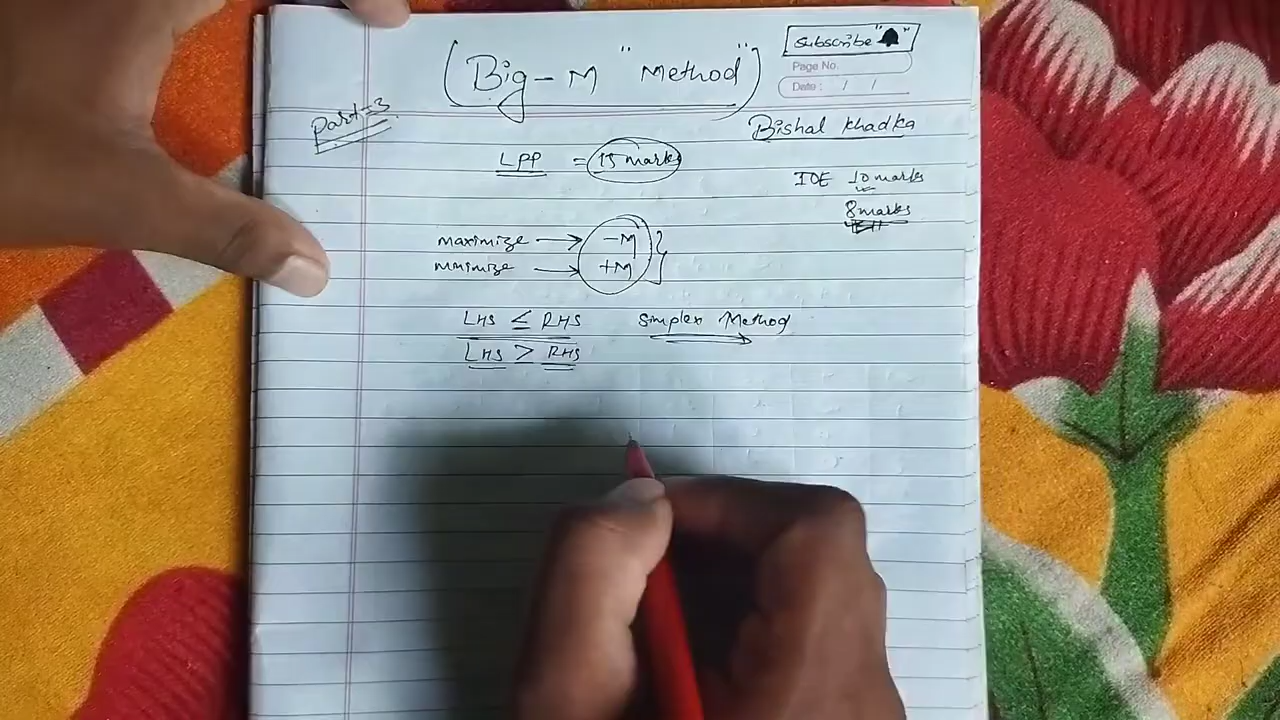 Subscribe "🔔"
(Big-M "Method")
Page No.
Date : / /
Part-3.
Bishal Khadka
LPP = 15 marks
IOE 10 marks
8 marks
maximize → -M
minimize → +M
LHS ≤ RHS Simplex Method
LHS > RHS